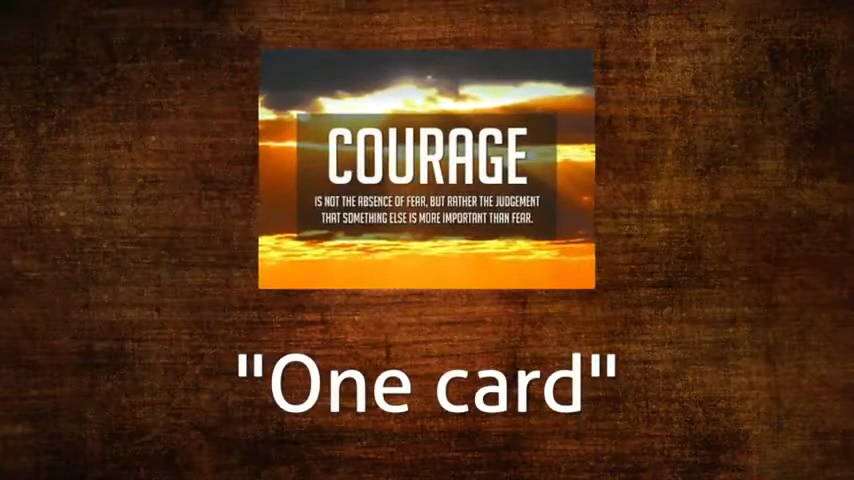 COURAGE
IS NOT THE ABSENCE OF FEAR, BUT RATHER THE JUDGEMENT
THAT SOMETHING ELSE IS MORE IMPORTANT THAN FEAR.
"One card"